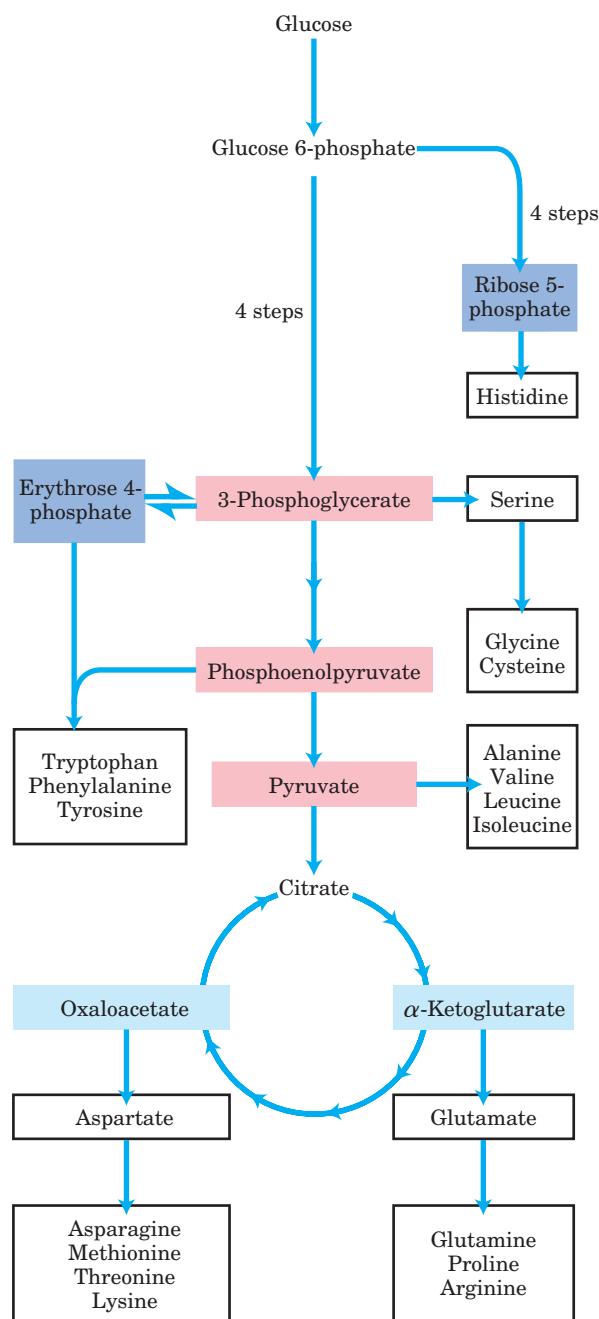 Glucose
Glucose 6-phosphate
4 steps
Ribose 5-
phosphate
4 steps
Histidine
Erythrose 4-
phosphate
3-Phosphoglycerate
Serine
Glycine
Cysteine
Phosphoenolpyruvate
Tryptophan
Phenylalanine
Tyrosine
Pyruvate
Alanine
Valine
Leucine
Isoleucine
Citrate
Oxaloacetate
α-Ketoglutarate
Aspartate
Glutamate
Asparagine
Methionine
Threonine
Lysine
Glutamine
Proline
Arginine